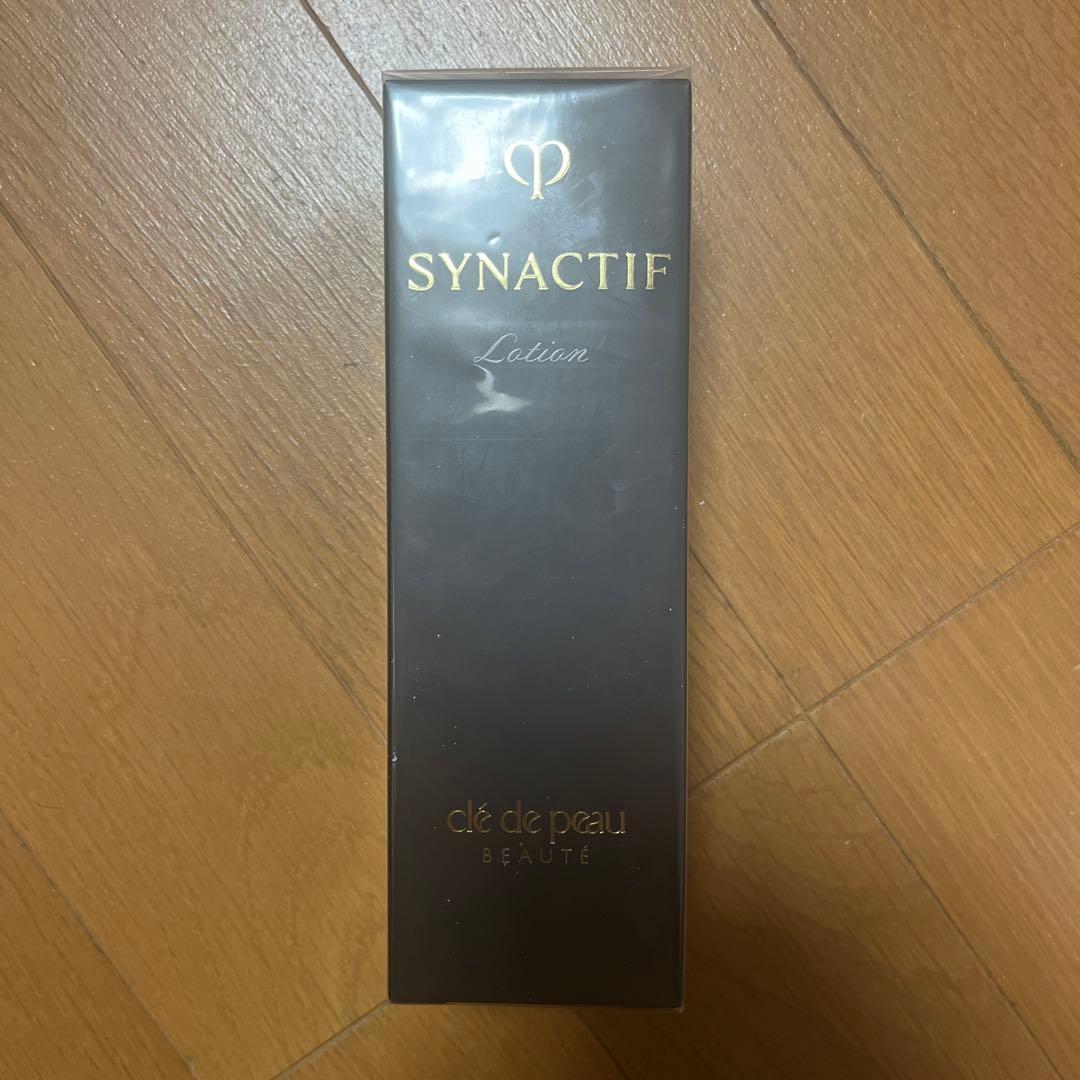 SYNACTIF
Lotion
clé de peau
BEAUTÉ